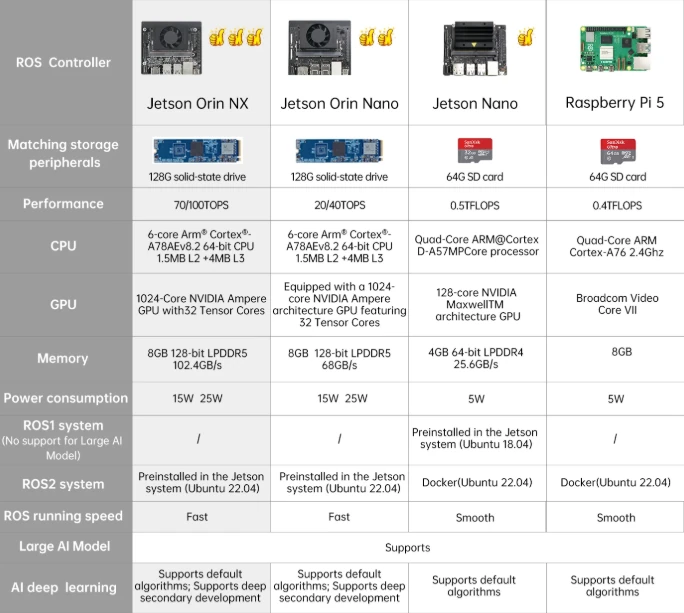 ROS Controller
Jetson Orin NX
Jetson Orin Nano
Jetson Nano
Raspberry Pi 5
Matching storage
peripherals
128G solid-state drive
128G solid-state drive
SanDisk
Ultra
32GB
64G SD card
SanDisk
Ultra
64GB
64G SD card
Performance
70/100TOPS
20/40TOPS
0.5TFLOPS
0.4TFLOPS
CPU
6-core Arm® Cortex®-
A78AEv8.2 64-bit CPU
1.5MB L2 +4MB L3
6-core Arm® Cortex®-
A78AEv8.2 64-bit CPU
1.5MB L2 +4MB L3
Quad-Core ARM@Cortex
D-A57MPCore processor
Quad-Core ARM
Cortex-A76 2.4Ghz
GPU
1024-Core NVIDIA Ampere
GPU with32 Tensor Cores
Equipped with a 1024-
core NVIDIA Ampere
architecture GPU featuring
32 Tensor Cores
128-core NVIDIA
MaxwellTM
architecture GPU
Broadcom Video
Core VII
Memory
8GB 128-bit LPDDR5
102.4GB/s
8GB 128-bit LPDDR5
68GB/s
4GB 64-bit LPDDR4
25.6GB/s
8GB
Power consumption
15W 25W
15W 25W
5W
5W
ROS1 system
(No support for Large AI
Model)
/
/
Preinstalled in the Jetson
system (Ubuntu 18.04)
/
ROS2 system
Preinstalled in the Jetson
system (Ubuntu 22.04)
Preinstalled in the Jetson
system (Ubuntu 22.04)
Docker(Ubuntu 22.04)
Docker(Ubuntu 22.04)
ROS running speed
Fast
Fast
Smooth
Smooth
Large AI Model
Supports
AI deep learning
Supports default
algorithms; Supports deep
secondary development
Supports default
algorithms; Supports deep
secondary development
Supports default
algorithms
Supports default
algorithms